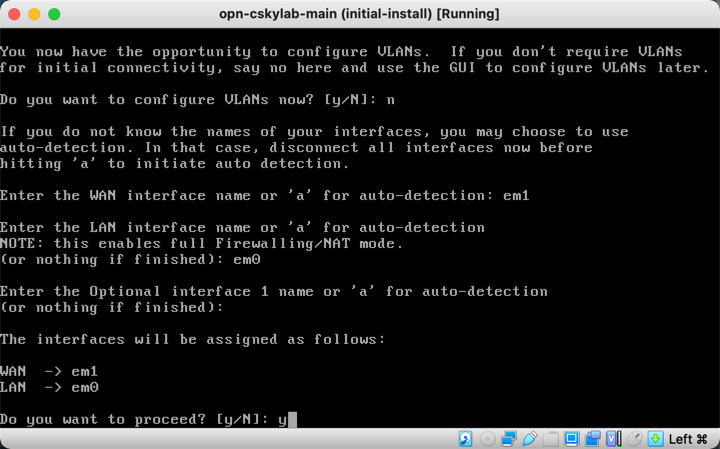 opn-cskylab-main (initial-install) [Running]
You now have the opportunity to configure VLANs.  If you don't require VLANs
for initial connectivity, say no here and use the GUI to configure VLANs later.
Do you want to configure VLANs now? [y/N]: n
If you do not know the names of your interfaces, you may choose to use
auto-detection. In that case, disconnect all interfaces now before
hitting 'a' to initiate auto detection.
Enter the WAN interface name or 'a' for auto-detection: em1
Enter the LAN interface name or 'a' for auto-detection
NOTE: this enables full Firewalling/NAT mode.
(or nothing if finished): em0
Enter the Optional interface 1 name or 'a' for auto-detection
(or nothing if finished):
The interfaces will be assigned as follows:
WAN  -> em1
LAN  -> em0
Do you want to proceed? [y/N]: y
Left ⌘